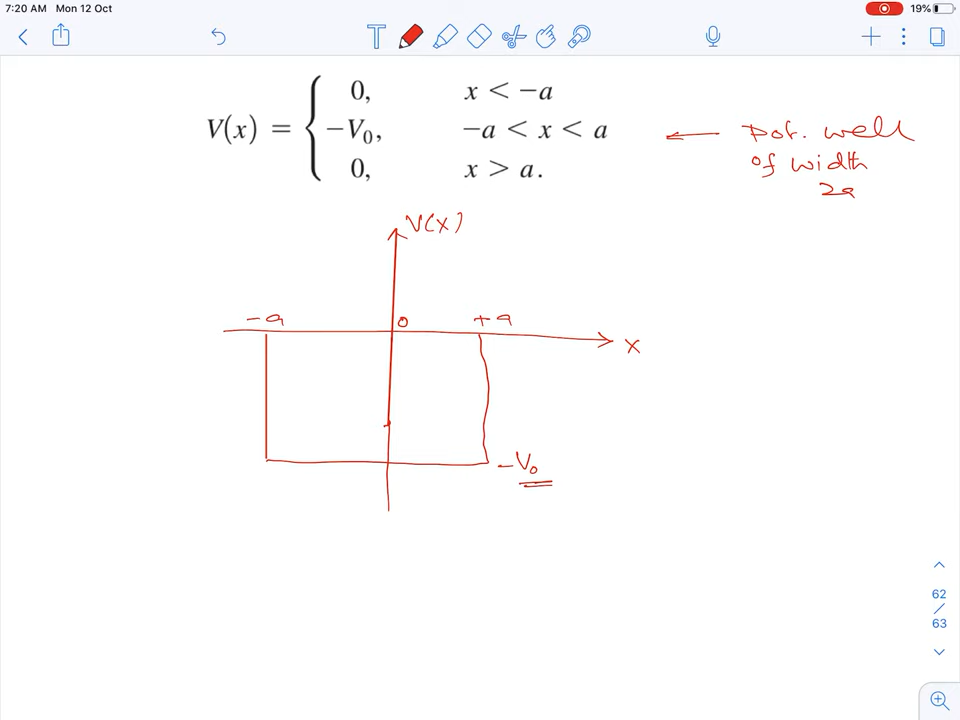 7:20 AM Mon 12 Oct
19%
T
V(x) = { 0, x < −a
−V₀, −a < x < a
0, x > a.
← Pot. well
of width
2a
V(x)
−a 0 +a
x
−V₀
62
/
63